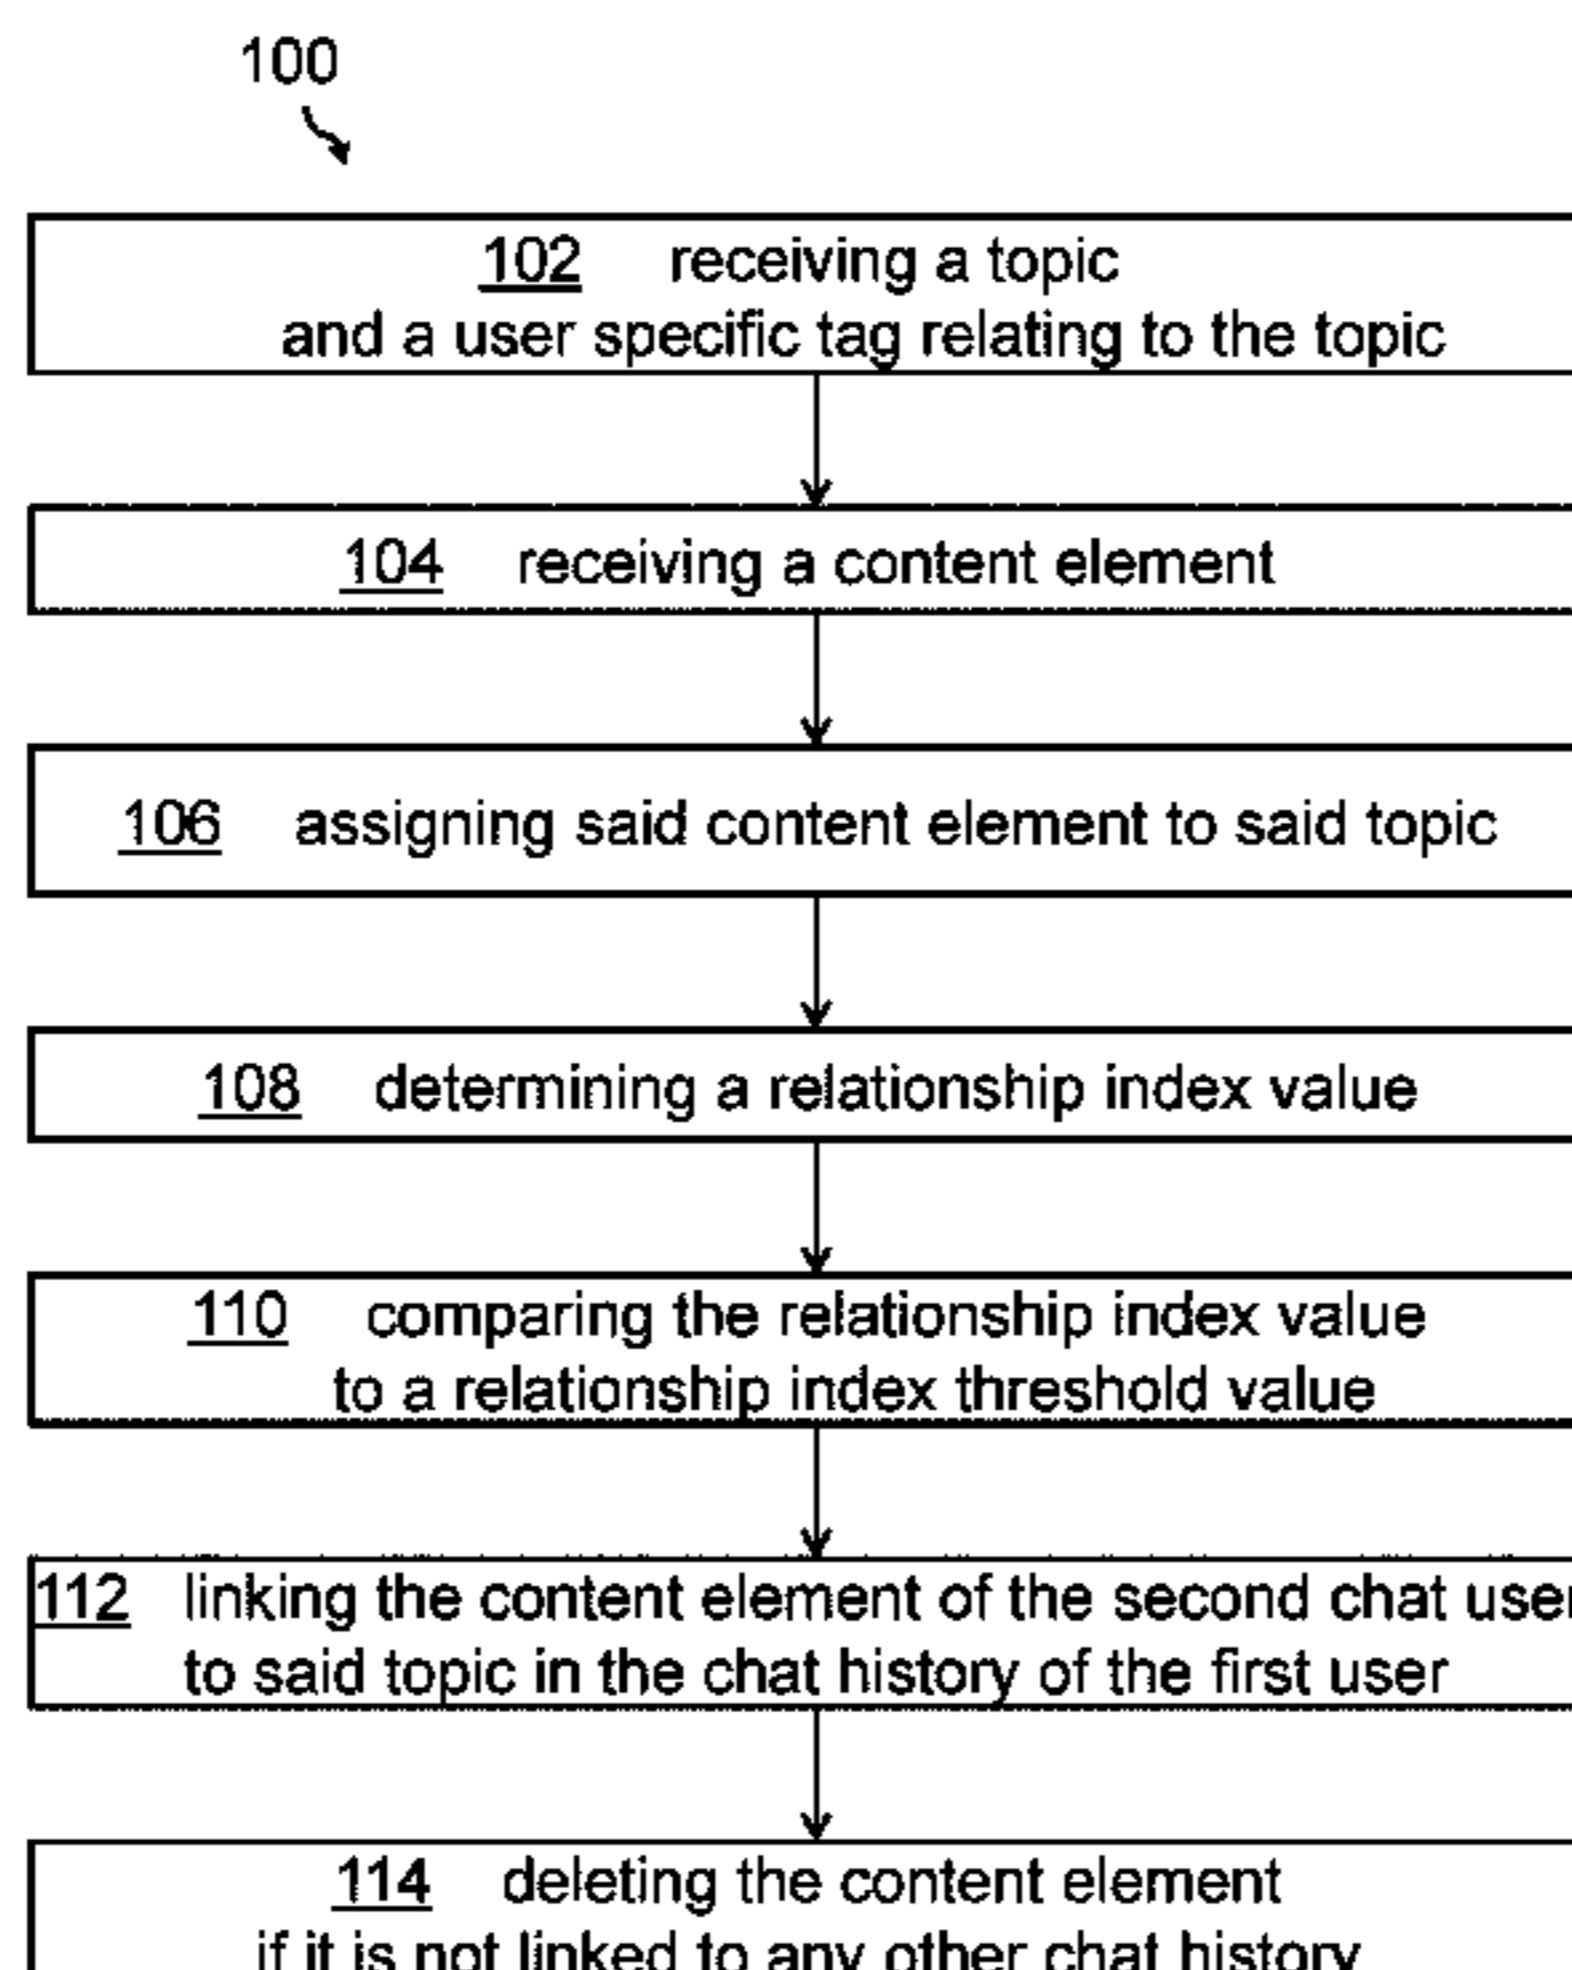 100
102 receiving a topic
and a user specific tag relating to the topic
104 receiving a content element
106 assigning said content element to said topic
108 determining a relationship index value
110 comparing the relationship index value
to a relationship index threshold value
112 linking the content element of the second chat user
to said topic in the chat history of the first user
114 deleting the content element
if it is not linked to any other chat history